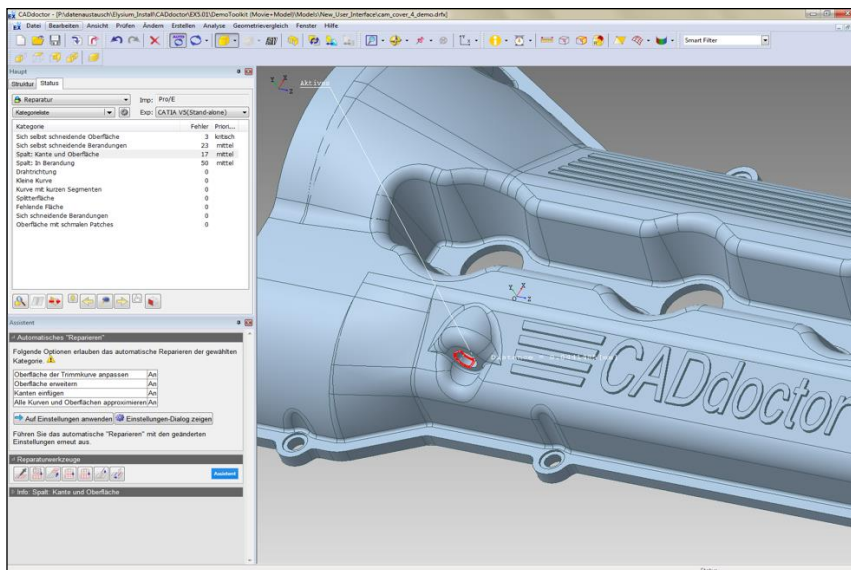 CADdoctor - [P:\datenaustausch\Elysium_Install\CADdoctor\EX5.01\DemoToolkit (Movie+Model)\Models\New_User_Interface\cam_cover_4_demo.drfx]
Datei Bearbeiten Ansicht Prüfen Ändern Erstellen Analyse Geometrievergleich Fenster Hilfe
Smart Filter
Haupt
Struktur Status
Reparatur Imp: Pro/E
Kategorieliste Exp: CATIA V5(Stand-alone)
Kategorie Fehler Priori...
Sich selbst schneidende Oberfläche 3 kritisch
Sich selbst schneidende Berandungen 23 mittel
Spalt: Kante und Oberfläche 17 mittel
Spalt: In Berandung 50 mittel
Drahtrichtung 0
Kleine Kurve 0
Kurve mit kurzen Segmenten 0
Splitterfläche 0
Fehlende Fläche 0
Sich schneidende Berandungen 0
Oberfläche mit schmalen Patches 0
Assistent
Automatisches "Reparieren"
Folgende Optionen erlauben das automatische Reparieren der gewählten
Kategorie.
Oberfläche der Trimmkurve anpassen An
Oberfläche erweitern An
Kanten einfügen An
Alle Kurven und Oberflächen approximieren An
Auf Einstellungen anwenden Einstellungen-Dialog zeigen
Führen Sie das automatische "Reparieren" mit den geänderten
Einstellungen erneut aus.
Reparaturwerkzeuge
Assistent
Info: Spalt: Kante und Oberfläche
Y X Z
Aktives
Y X Z
CADdoctor